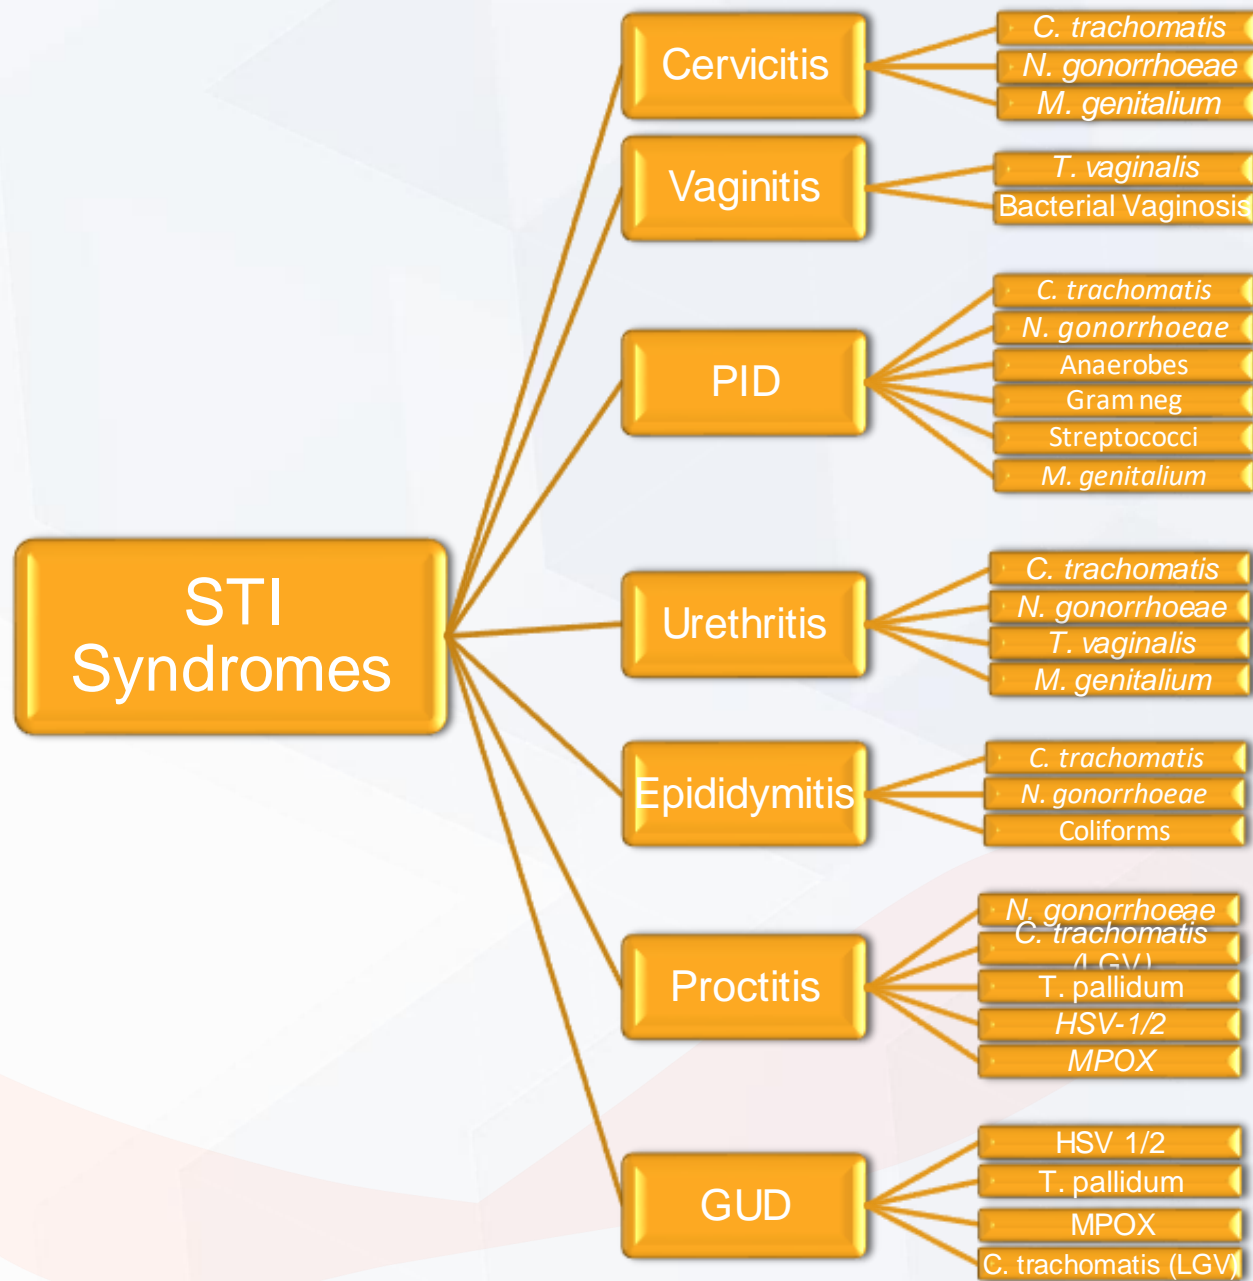 STI
Syndromes
Cervicitis
C. trachomatis
N. gonorrhoeae
M. genitalium
Vaginitis
T. vaginalis
Bacterial Vaginosis
PID
C. trachomatis
N. gonorrhoeae
Anaerobes
Gram neg
Streptococci
M. genitalium
Urethritis
C. trachomatis
N. gonorrhoeae
T. vaginalis
M. genitalium
Epididymitis
C. trachomatis
N. gonorrhoeae
Coliforms
Proctitis
N. gonorrhoeae
C. trachomatis
(LGV)
T. pallidum
HSV-1/2
MPOX
GUD
HSV 1/2
T. pallidum
MPOX
C. trachomatis (LGV)